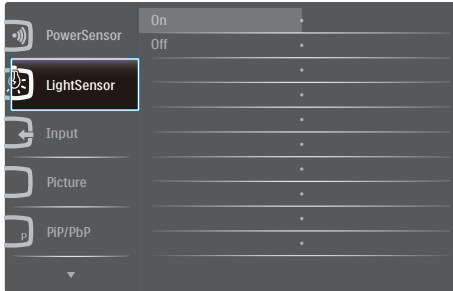 PowerSensor
On
Off
LightSensor
Input
Picture
P
PiP/PbP